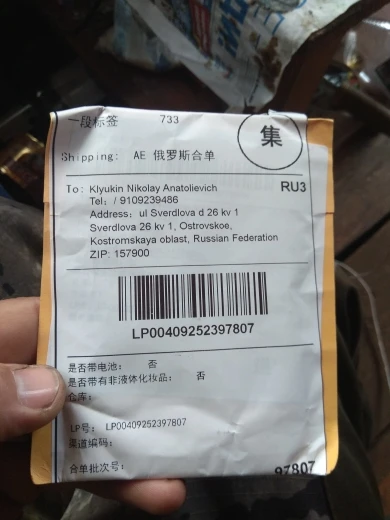 一段标签 733
集
Shipping: AE 俄罗斯合单
To: Klyukin Nikolay Anatolievich RU3
Tel: / 9109239486
Address: ul Sverdlova d 26 kv 1
Sverdlova 26 kv 1, Ostrovskoe,
Kostromskaya oblast, Russian Federation
ZIP: 157900
LP00409252397807
是否带电池: 否
是否带有非液体化妆品: 否
仓库:
LP号: LP00409252397807
渠道编码:
合单批次号: 97807